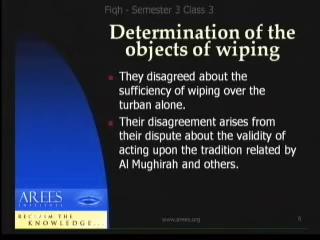 Fiqh - Semester 3 Class 3
Determination of the
objects of wiping
They disagreed about the
sufficiency of wiping over the
turban alone.
Their disagreement arises from
their dispute about the validity of
acting upon the tradition related by
Al Mughirah and others.
AREES
INSTITUTE
RECLAIM THE
KNOWLEDGE...
www.arees.org
6